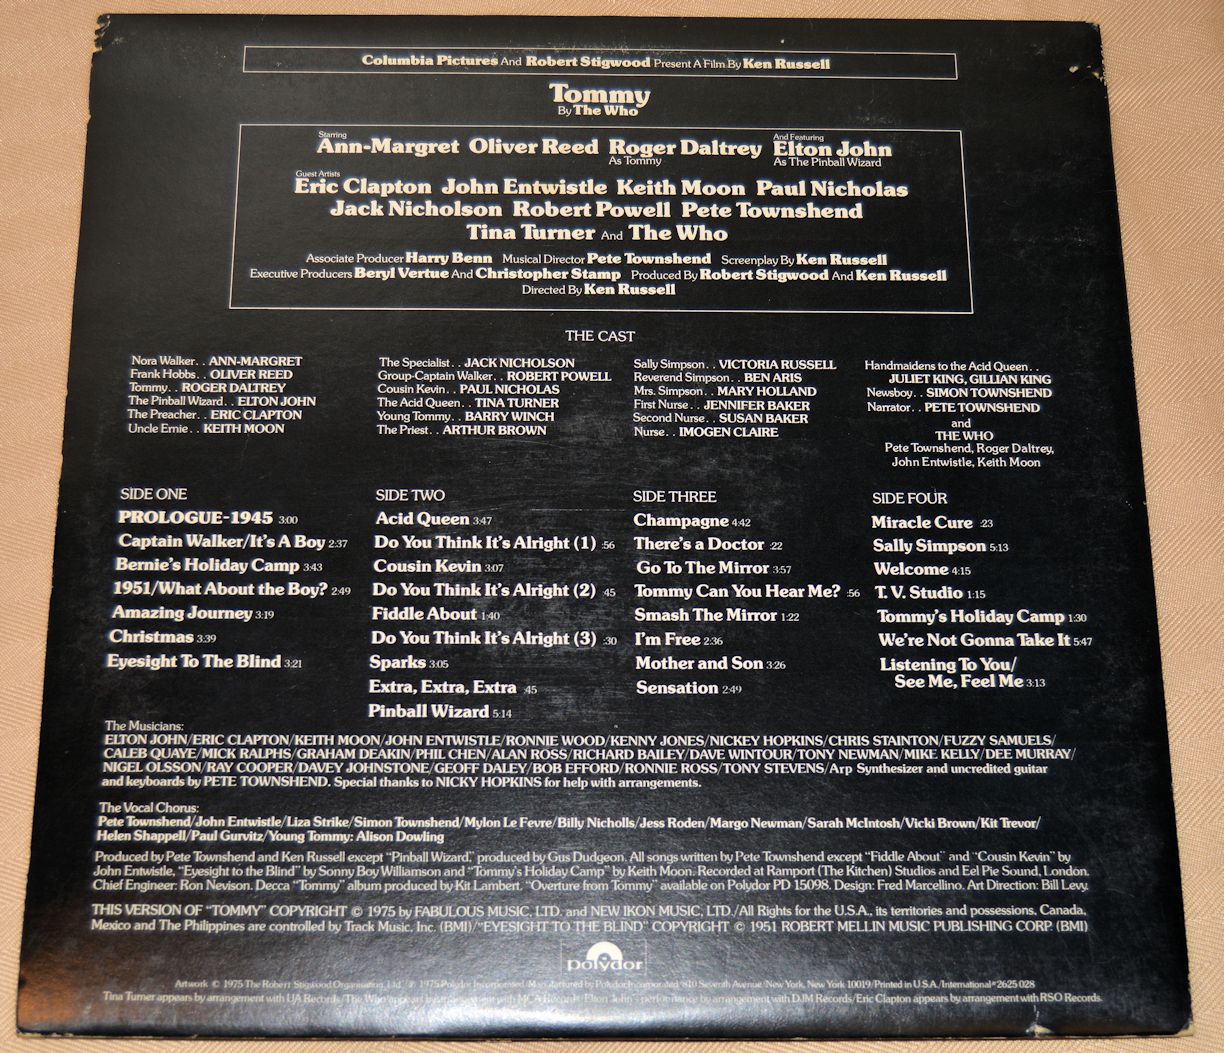 Columbia Pictures And Robert Stigwood Present A Film By Ken Russell
Tommy
By The Who
Starring
Ann-Margret Oliver Reed Roger Daltrey
As Tommy
And Featuring
Elton John
As The Pinball Wizard
Guest Artists
Eric Clapton John Entwistle Keith Moon Paul Nicholas
Jack Nicholson Robert Powell Pete Townshend
Tina Turner And The Who
Associate Producer Harry Benn Musical Director Pete Townshend Screenplay By Ken Russell
Executive Producers Beryl Vertue And Christopher Stamp Produced By Robert Stigwood And Ken Russell
Directed By Ken Russell
THE CAST
Nora Walker . . ANN-MARGRET
Frank Hobbs . . OLIVER REED
Tommy . . ROGER DALTREY
The Pinball Wizard . . ELTON JOHN
The Preacher . . ERIC CLAPTON
Uncle Ernie . . KEITH MOON
The Specialist . . JACK NICHOLSON
Group-Captain Walker . . ROBERT POWELL
Cousin Kevin . . PAUL NICHOLAS
The Acid Queen . . TINA TURNER
Young Tommy . . BARRY WINCH
The Priest . . ARTHUR BROWN
Sally Simpson . . VICTORIA RUSSELL
Reverend Simpson . . BEN ARIS
Mrs. Simpson . . MARY HOLLAND
First Nurse . . JENNIFER BAKER
Second Nurse . . SUSAN BAKER
Nurse . . IMOGEN CLAIRE
Handmaidens to the Acid Queen . .
JULIET KING, GILLIAN KING
Newsboy . . SIMON TOWNSHEND
Narrator . . PETE TOWNSHEND
and
THE WHO
Pete Townshend, Roger Daltrey,
John Entwistle, Keith Moon
SIDE ONE
PROLOGUE-1945 3:00
Captain Walker/It's A Boy 2:37
Bernie's Holiday Camp 3:43
1951/What About the Boy? 2:49
Amazing Journey 3:19
Christmas 3:39
Eyesight To The Blind 3:21
SIDE TWO
Acid Queen 3:47
Do You Think It's Alright (1) :56
Cousin Kevin 3:07
Do You Think It's Alright (2) :45
Fiddle About 1:40
Do You Think It's Alright (3) :30
Sparks 3:05
Extra, Extra, Extra :45
Pinball Wizard 5:14
SIDE THREE
Champagne 4:42
There's a Doctor :22
Go To The Mirror 3:57
Tommy Can You Hear Me? :56
Smash The Mirror 1:22
I'm Free 2:36
Mother and Son 3:26
Sensation 2:49
SIDE FOUR
Miracle Cure :23
Sally Simpson 5:13
Welcome 4:15
T. V. Studio 1:15
Tommy's Holiday Camp 1:30
We're Not Gonna Take It 5:47
Listening To You/
See Me, Feel Me 3:13
The Musicians:
ELTON JOHN/ERIC CLAPTON/KEITH MOON/JOHN ENTWISTLE/RONNIE WOOD/KENNY JONES/NICKEY HOPKINS/CHRIS STAINTON/FUZZY SAMUELS/
CALEB QUAYE/MICK RALPHS/GRAHAM DEAKIN/PHIL CHEN/ALAN ROSS/RICHARD BAILEY/DAVE WINTOUR/TONY NEWMAN/MIKE KELLY/DEE MURRAY/
NIGEL OLSSON/RAY COOPER/DAVEY JOHNSTONE/GEOFF DALEY/BOB EFFORD/RONNIE ROSS/TONY STEVENS/Arp Synthesizer and uncredited guitar
and keyboards by PETE TOWNSHEND. Special thanks to NICKY HOPKINS for help with arrangements.
The Vocal Chorus:
Pete Townshend/John Entwistle/Liza Strike/Simon Townshend/Mylon Le Fevre/Billy Nicholls/Jess Roden/Margo Newman/Sarah McIntosh/Vicki Brown/Kit Trevor/
Helen Shappell/Paul Gurvitz/Young Tommy: Alison Dowling
Produced by Pete Townshend and Ken Russell except "Pinball Wizard," produced by Gus Dudgeon. All songs written by Pete Townshend except "Fiddle About" and "Cousin Kevin" by
John Entwistle, "Eyesight to the Blind" by Sonny Boy Williamson and "Tommy's Holiday Camp" by Keith Moon. Recorded at Ramport (The Kitchen) Studios and Eel Pie Sound, London.
Chief Engineer: Ron Nevison. Decca "Tommy" album produced by Kit Lambert. "Overture from Tommy" available on Polydor PD 15098. Design: Fred Marcellino. Art Direction: Bill Levy.
THIS VERSION OF "TOMMY" COPYRIGHT © 1975 by FABULOUS MUSIC, LTD. and NEW IKON MUSIC, LTD./All Rights for the U.S.A., its territories and possessions, Canada,
Mexico and The Philippines are controlled by Track Music, Inc. (BMI)/"EYESIGHT TO THE BLIND" COPYRIGHT © 1951 ROBERT MELLIN MUSIC PUBLISHING CORP. (BMI)
polydor
Artwork © 1975 The Robert Stigwood Organisation, Ltd./℗ 1975 Polydor Incorporated/Manufactured by Polydor Incorporated/810 Seventh Avenue/New York, New York 10019/Printed in U.S.A./International #2625 028
Tina Turner appears by arrangement with UA Records/The Who appears by arrangement with MCA Records/Elton John's performance by arrangement with DJM Records/Eric Clapton appears by arrangement with RSO Records.